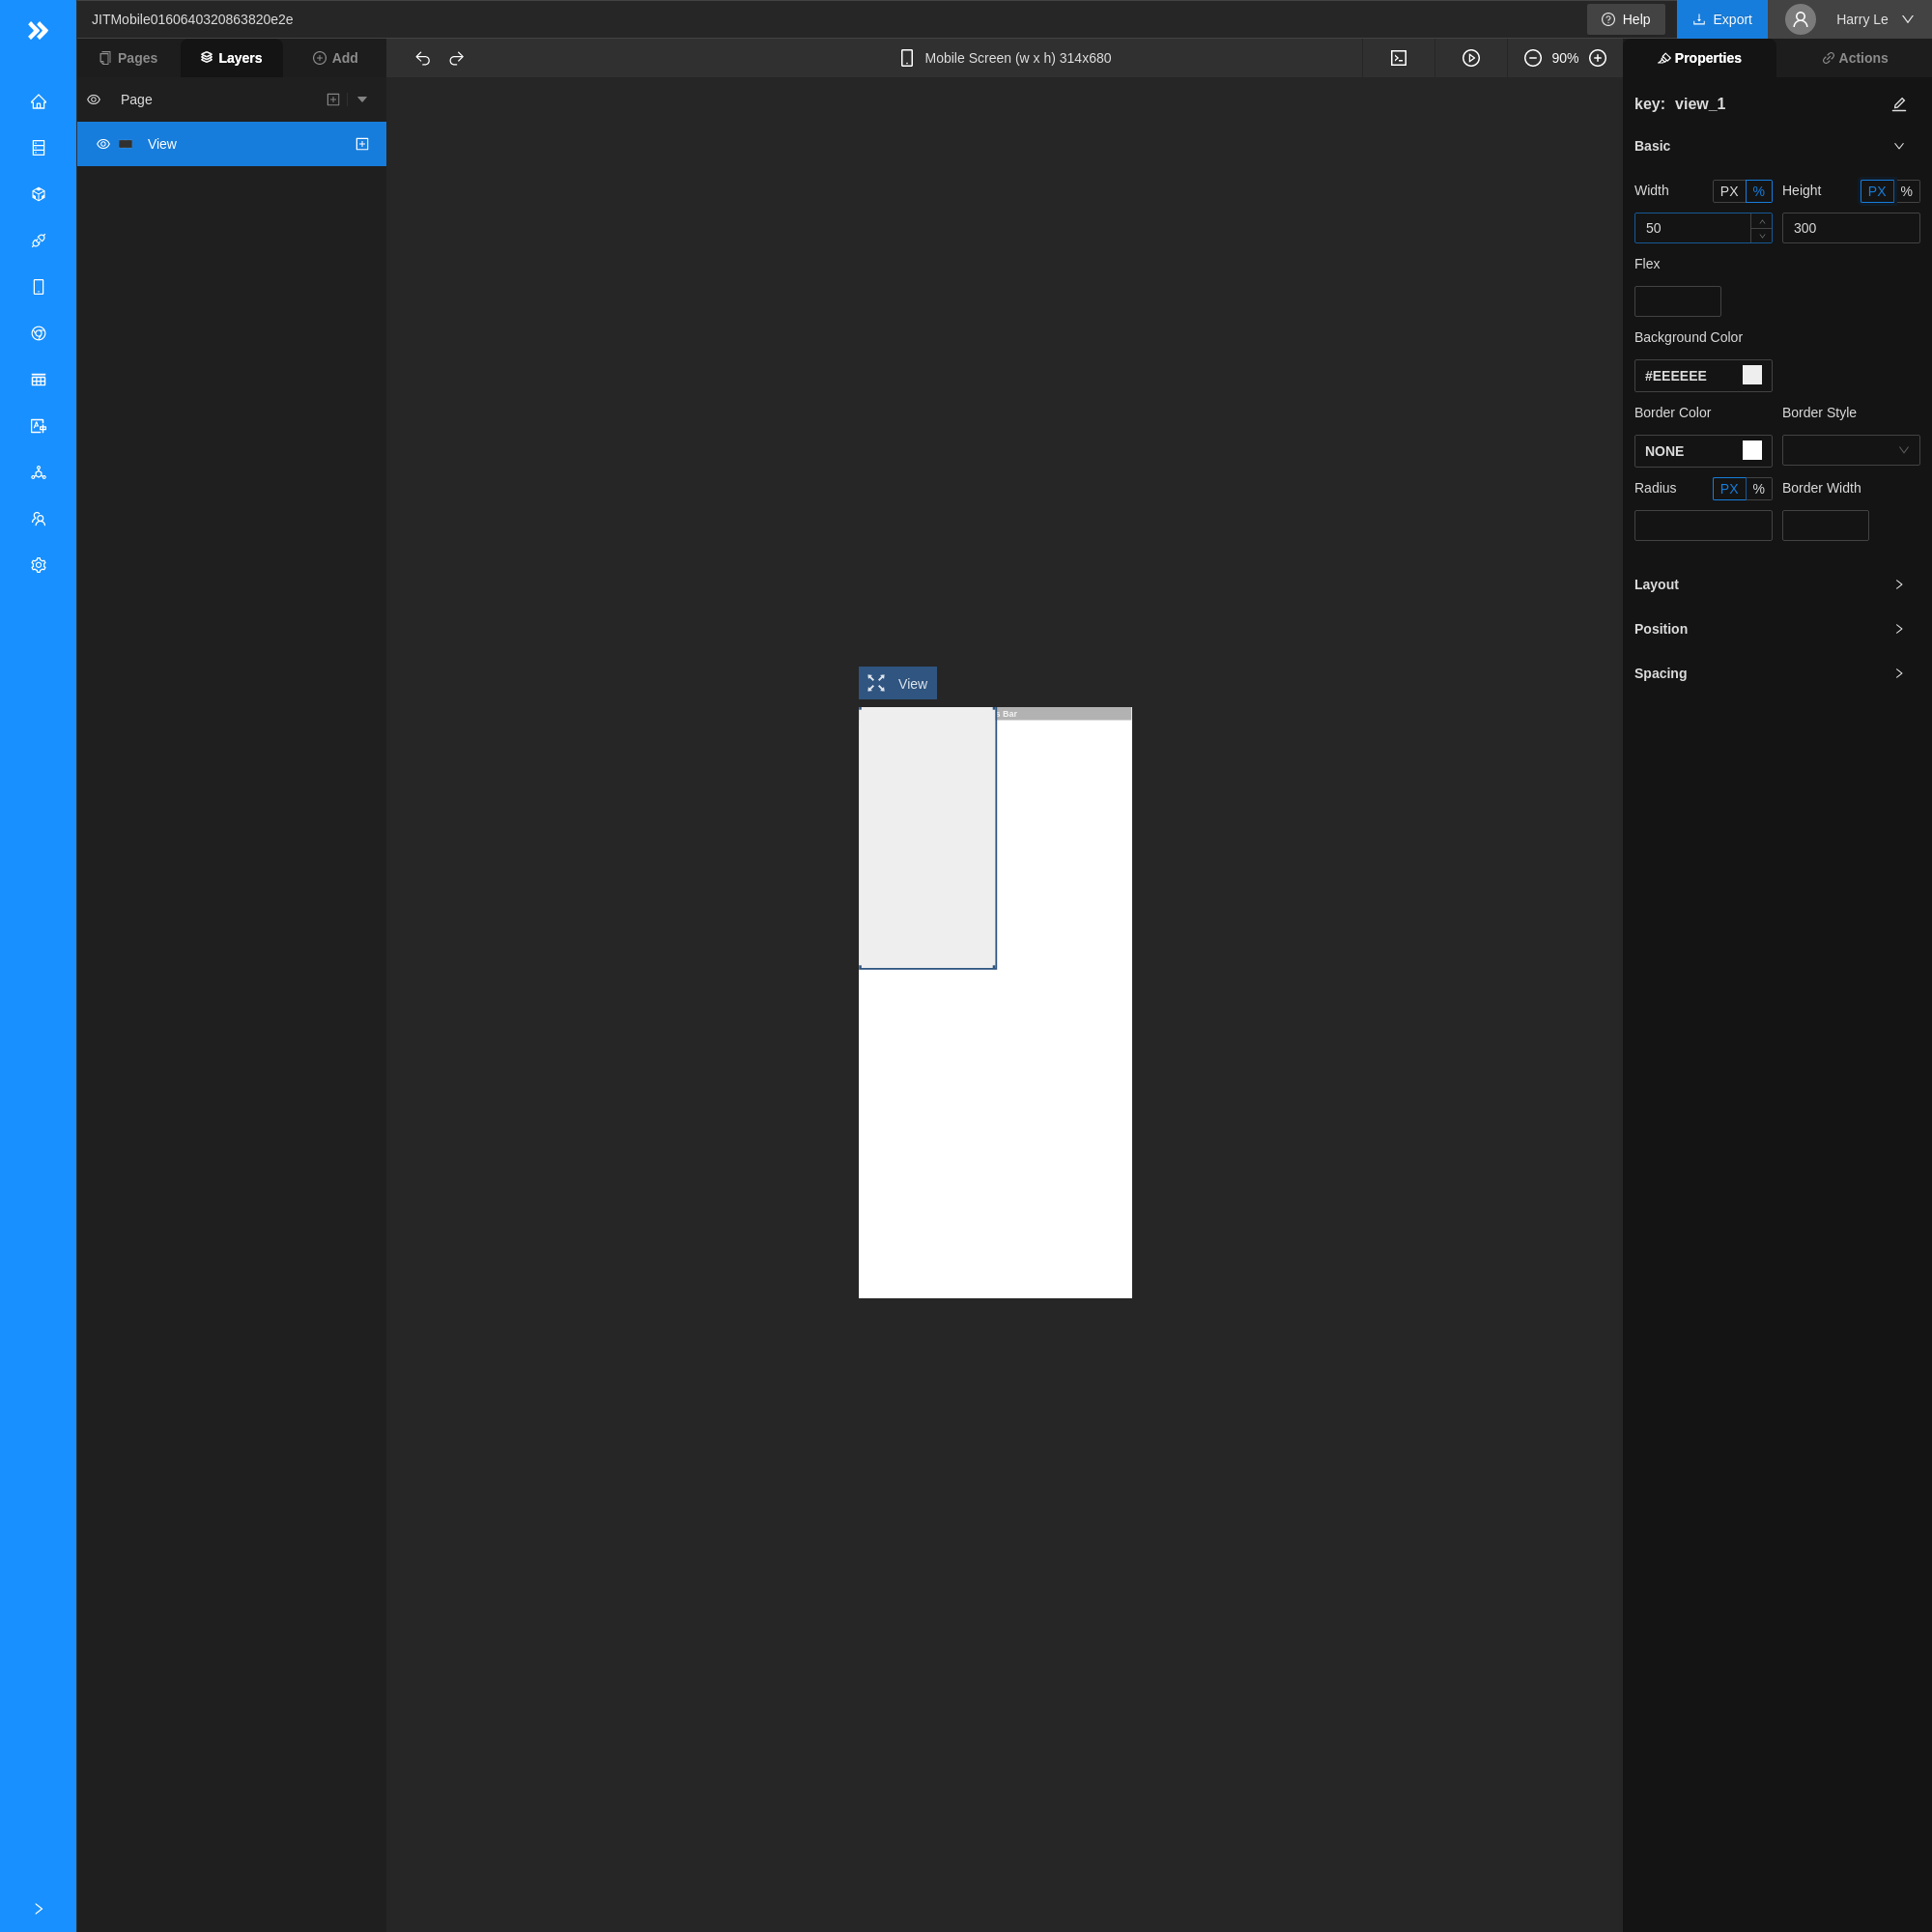 JITMobile0160640320863820e2e
Help
Export
Harry Le
Pages
Layers
Add
Mobile Screen (w x h) 314x680
90%
Properties
Actions
Page
View
key: view_1
Basic
Width
PX
%
Height
PX
%
50
300
Flex
Background Color
#EEEEEE
Border Color
Border Style
NONE
Radius
PX
%
Border Width
Layout
Position
Spacing
View
s Bar